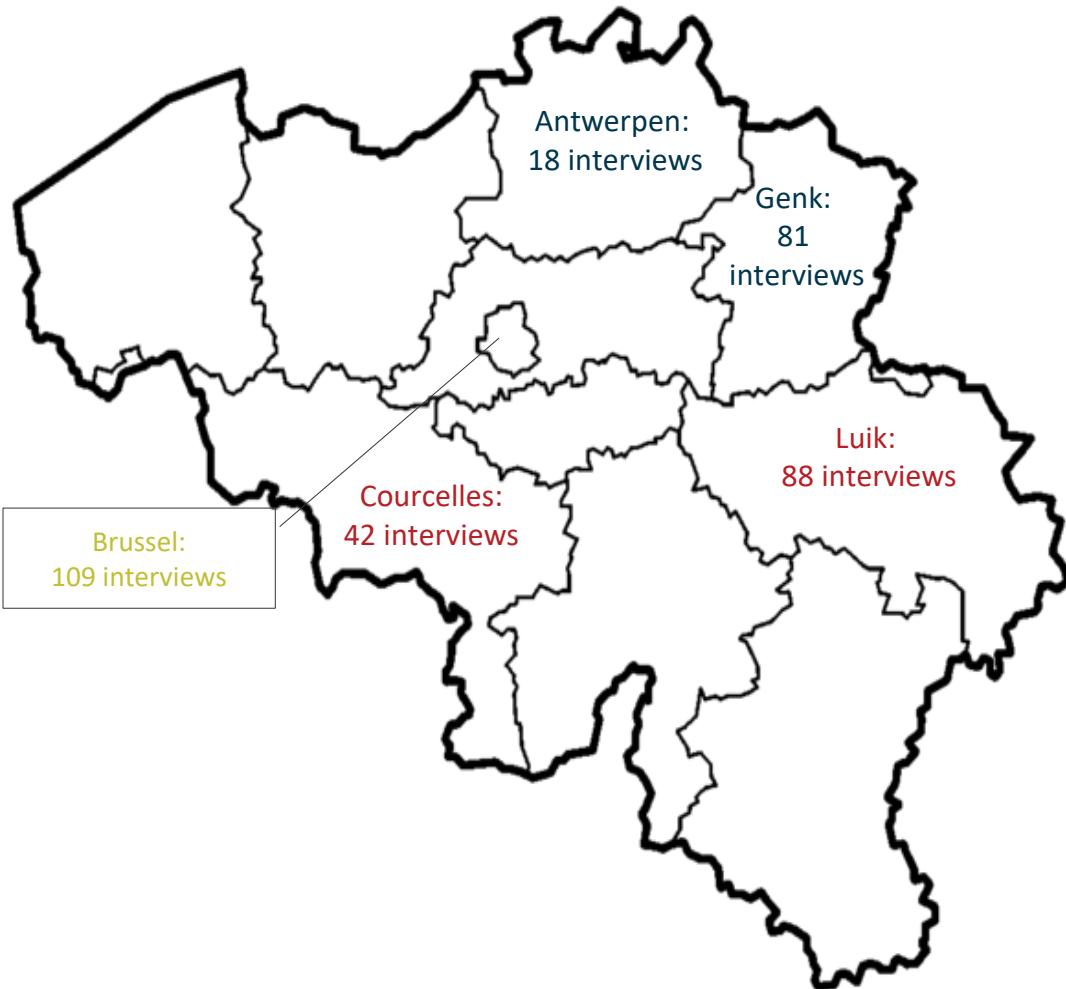 Antwerpen:
18 interviews
Genk:
81
interviews
Luik:
88 interviews
Courcelles:
42 interviews
Brussel:
109 interviews